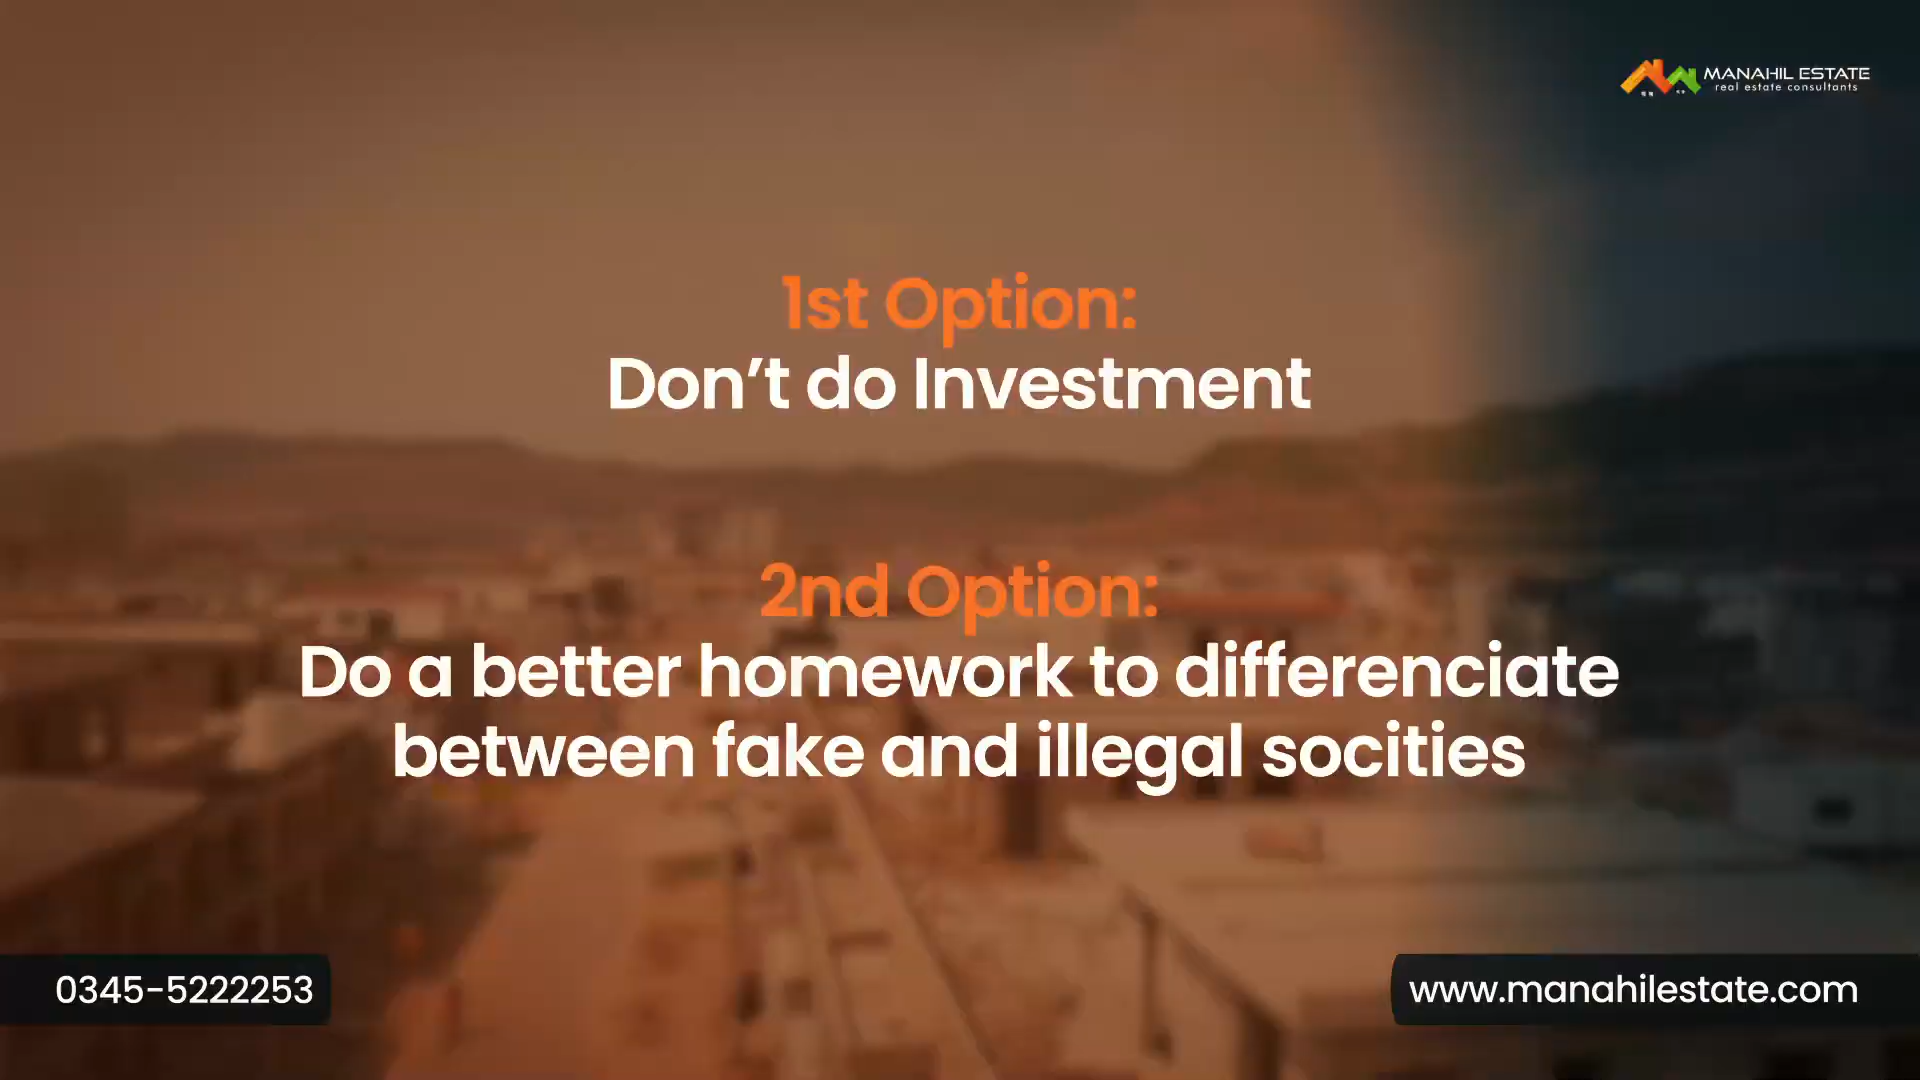 MANAHIL ESTATE
real estate consultants
1st Option:
Don’t do Investment
2nd Option:
Do a better homework to differenciate
between fake and illegal socities
0345-5222253
www.manahilestate.com